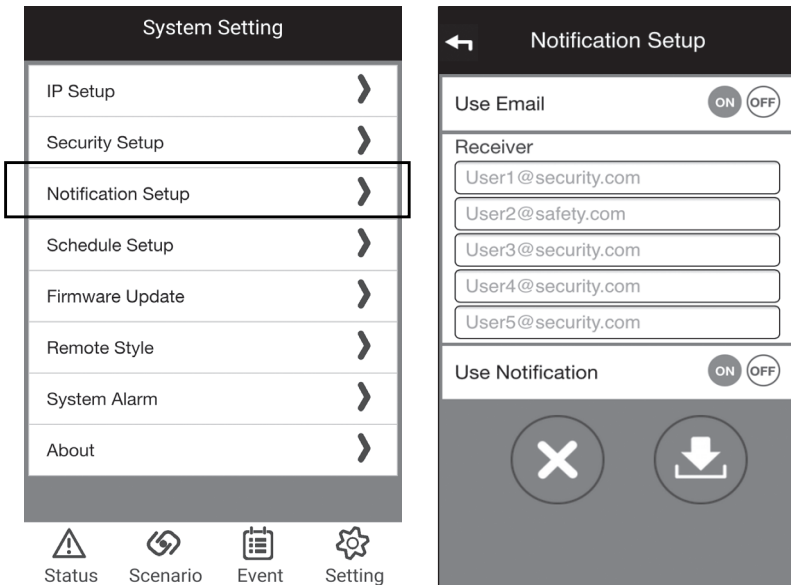 System Setting
IP Setup
Security Setup
Notification Setup
Schedule Setup
Firmware Update
Remote Style
System Alarm
About
Status Scenario Event Setting
Notification Setup
Use Email ON OFF
Receiver
User1@security.com
User2@safety.com
User3@security.com
User4@security.com
User5@security.com
Use Notification ON OFF